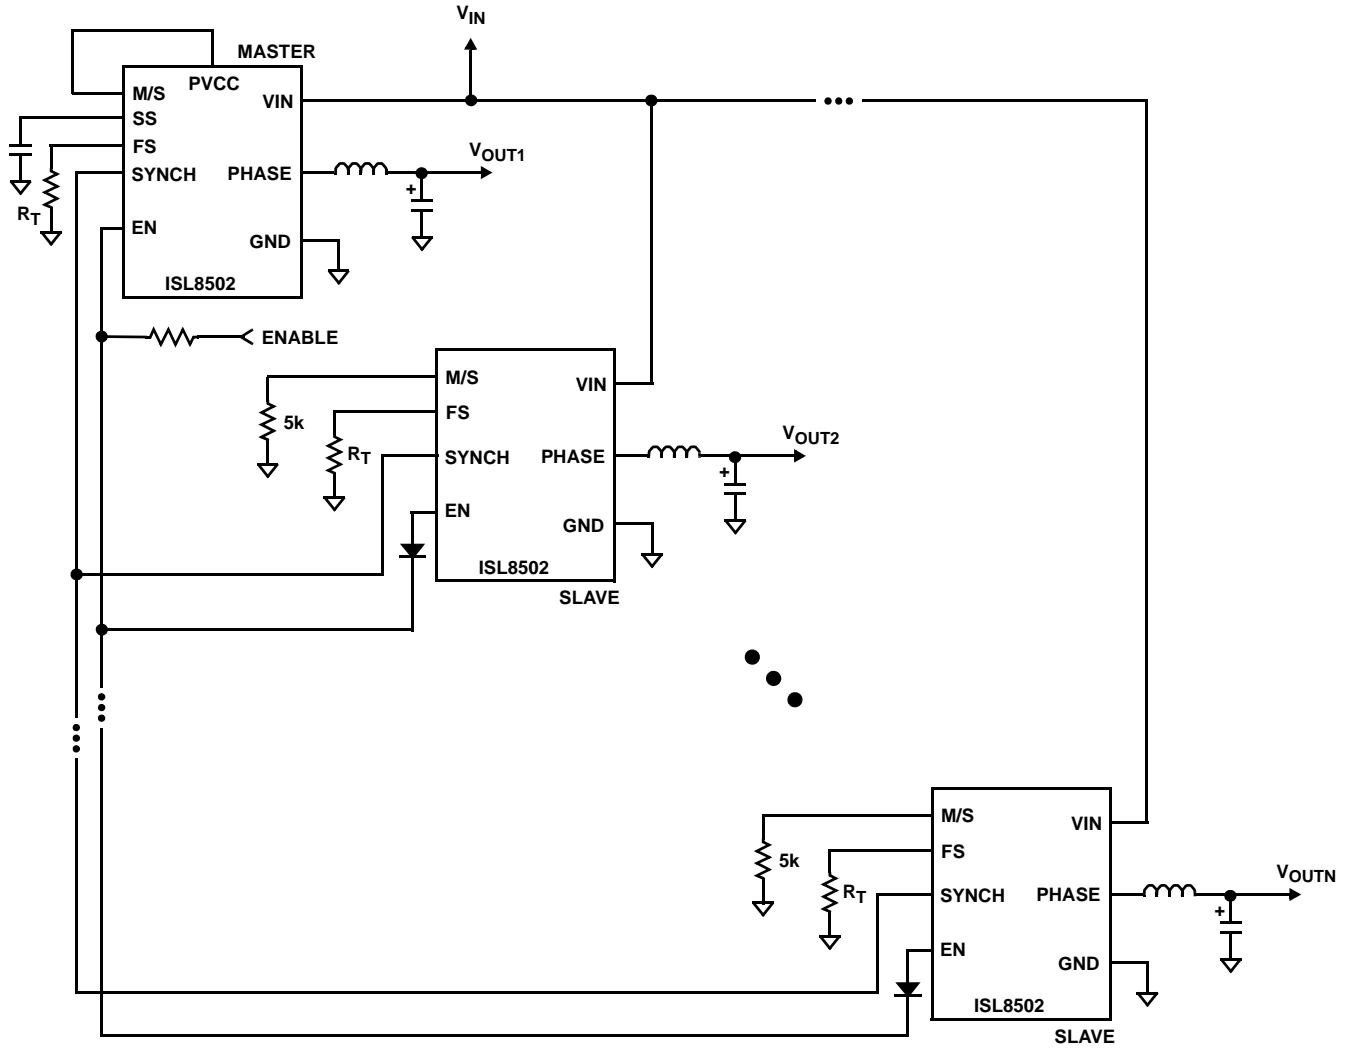 VIN
MASTER
PVCC
M/S
VIN
SS
FS
SYNCH
PHASE
VOUT1
+
RT
EN
GND
ISL8502
ENABLE
M/S
VIN
5k
FS
RT
SYNCH
PHASE
VOUT2
+
EN
GND
ISL8502
SLAVE
M/S
VIN
5k
FS
RT
SYNCH
PHASE
VOUTN
+
EN
GND
ISL8502
SLAVE